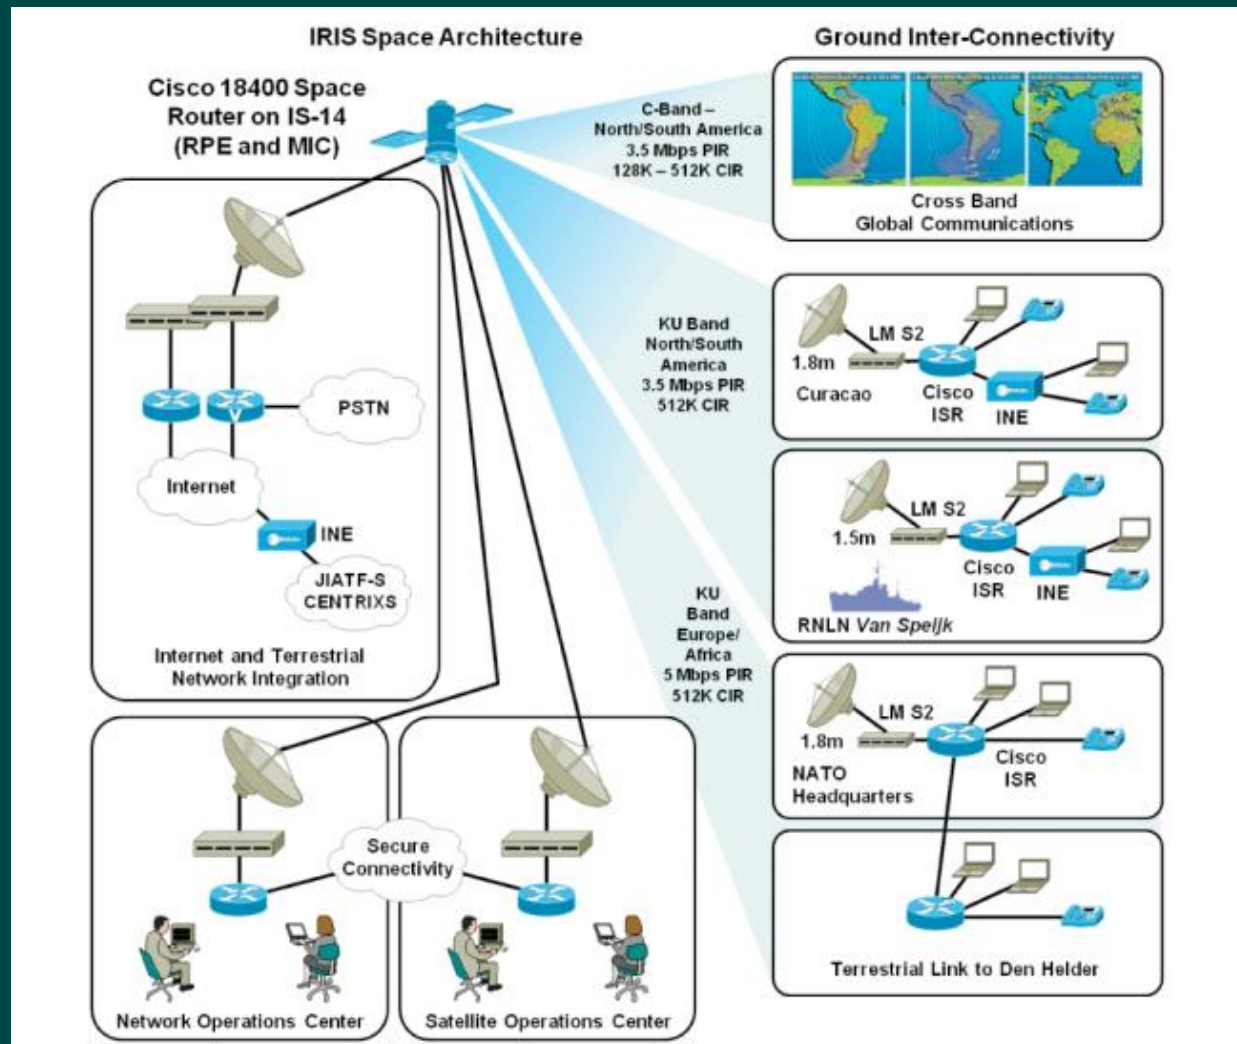 IRIS Space Architecture
Ground Inter-Connectivity
Cisco 18400 Space
Router on IS-14
(RPE and MIC)
C-Band –
North/South America
3.5 Mbps PIR
128K – 512K CIR
Cross Band
Global Communications
PSTN
Internet
INE
JIATF-S
CENTRIXS
Internet and Terrestrial
Network Integration
KU Band
North/South
America
3.5 Mbps PIR
512K CIR
LM S2
1.8m
Curacao
Cisco
ISR
INE
LM S2
1.5m
Cisco
ISR
INE
RNLN Van Speijk
KU
Band
Europe/
Africa
5 Mbps PIR
512K CIR
LM S2
1.8m
Cisco
ISR
NATO
Headquarters
Terrestrial Link to Den Helder
Secure
Connectivity
Network Operations Center
Satellite Operations Center